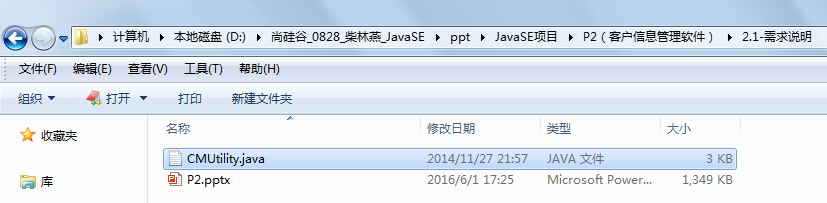 计算机 ▸ 本地磁盘 (D:) ▸ 尚硅谷_0828_柴林燕_JavaSE ▸ ppt ▸ JavaSE项目 ▸ P2（客户信息管理软件） ▸ 2.1-需求说明
文件(F) 编辑(E) 查看(V) 工具(T) 帮助(H)
组织 打开 打印 新建文件夹
收藏夹 名称 修改日期 类型 大小
CMUtility.java 2014/11/27 21:57 JAVA 文件 3 KB
库 P2.pptx 2016/6/1 17:25 Microsoft Power... 1,349 KB